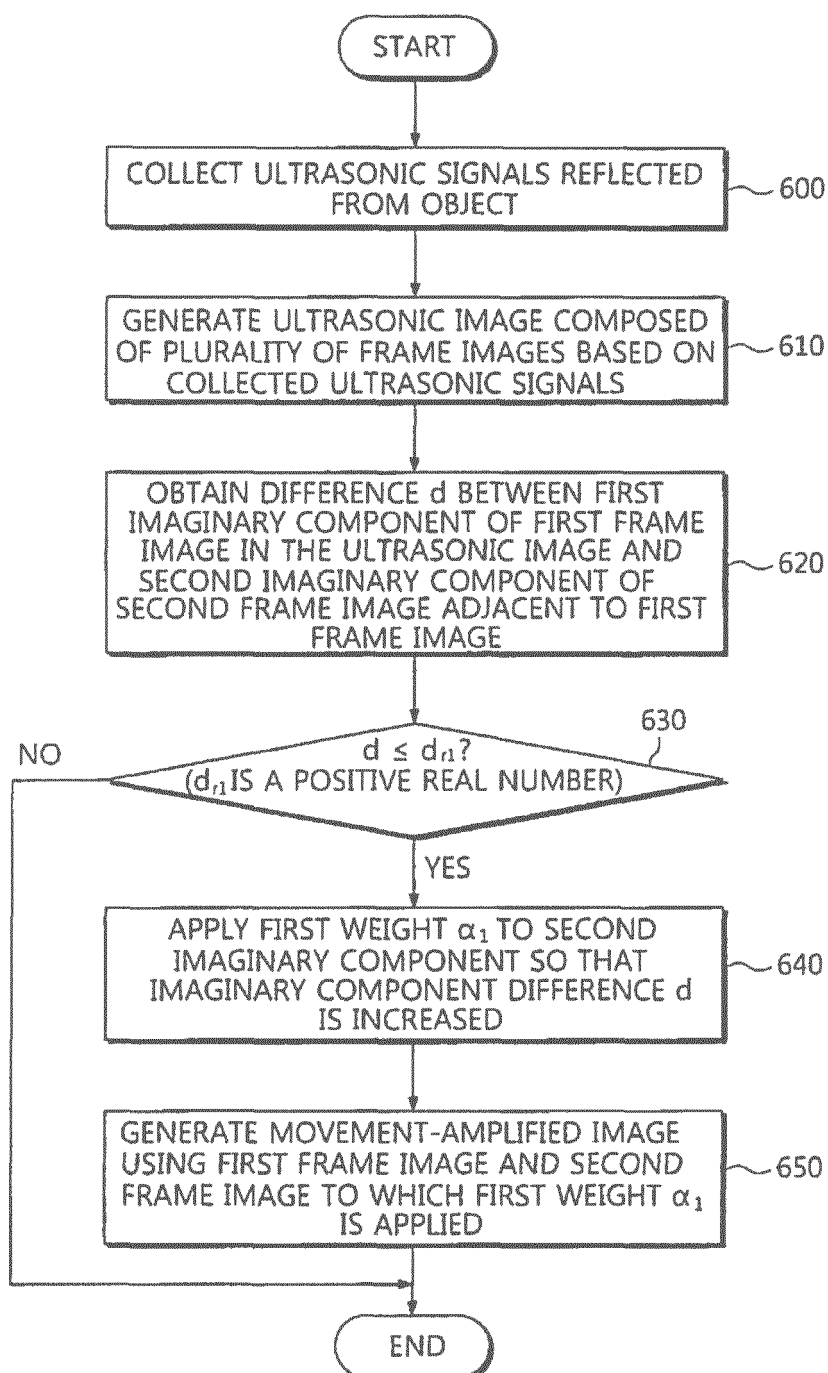 START
COLLECT ULTRASONIC SIGNALS REFLECTED
FROM OBJECT
600
GENERATE ULTRASONIC IMAGE COMPOSED
OF PLURALITY OF FRAME IMAGES BASED ON
COLLECTED ULTRASONIC SIGNALS
610
OBTAIN DIFFERENCE d BETWEEN FIRST
IMAGINARY COMPONENT OF FIRST FRAME
IMAGE IN THE ULTRASONIC IMAGE AND
SECOND IMAGINARY COMPONENT OF
SECOND FRAME IMAGE ADJACENT TO FIRST
FRAME IMAGE
620
630
NO
d ≤ dr1?
(dr1 IS A POSITIVE REAL NUMBER)
YES
APPLY FIRST WEIGHT α1 TO SECOND
IMAGINARY COMPONENT SO THAT
IMAGINARY COMPONENT DIFFERENCE d
IS INCREASED
640
GENERATE MOVEMENT-AMPLIFIED IMAGE
USING FIRST FRAME IMAGE AND SECOND
FRAME IMAGE TO WHICH FIRST WEIGHT α1
IS APPLIED
650
END